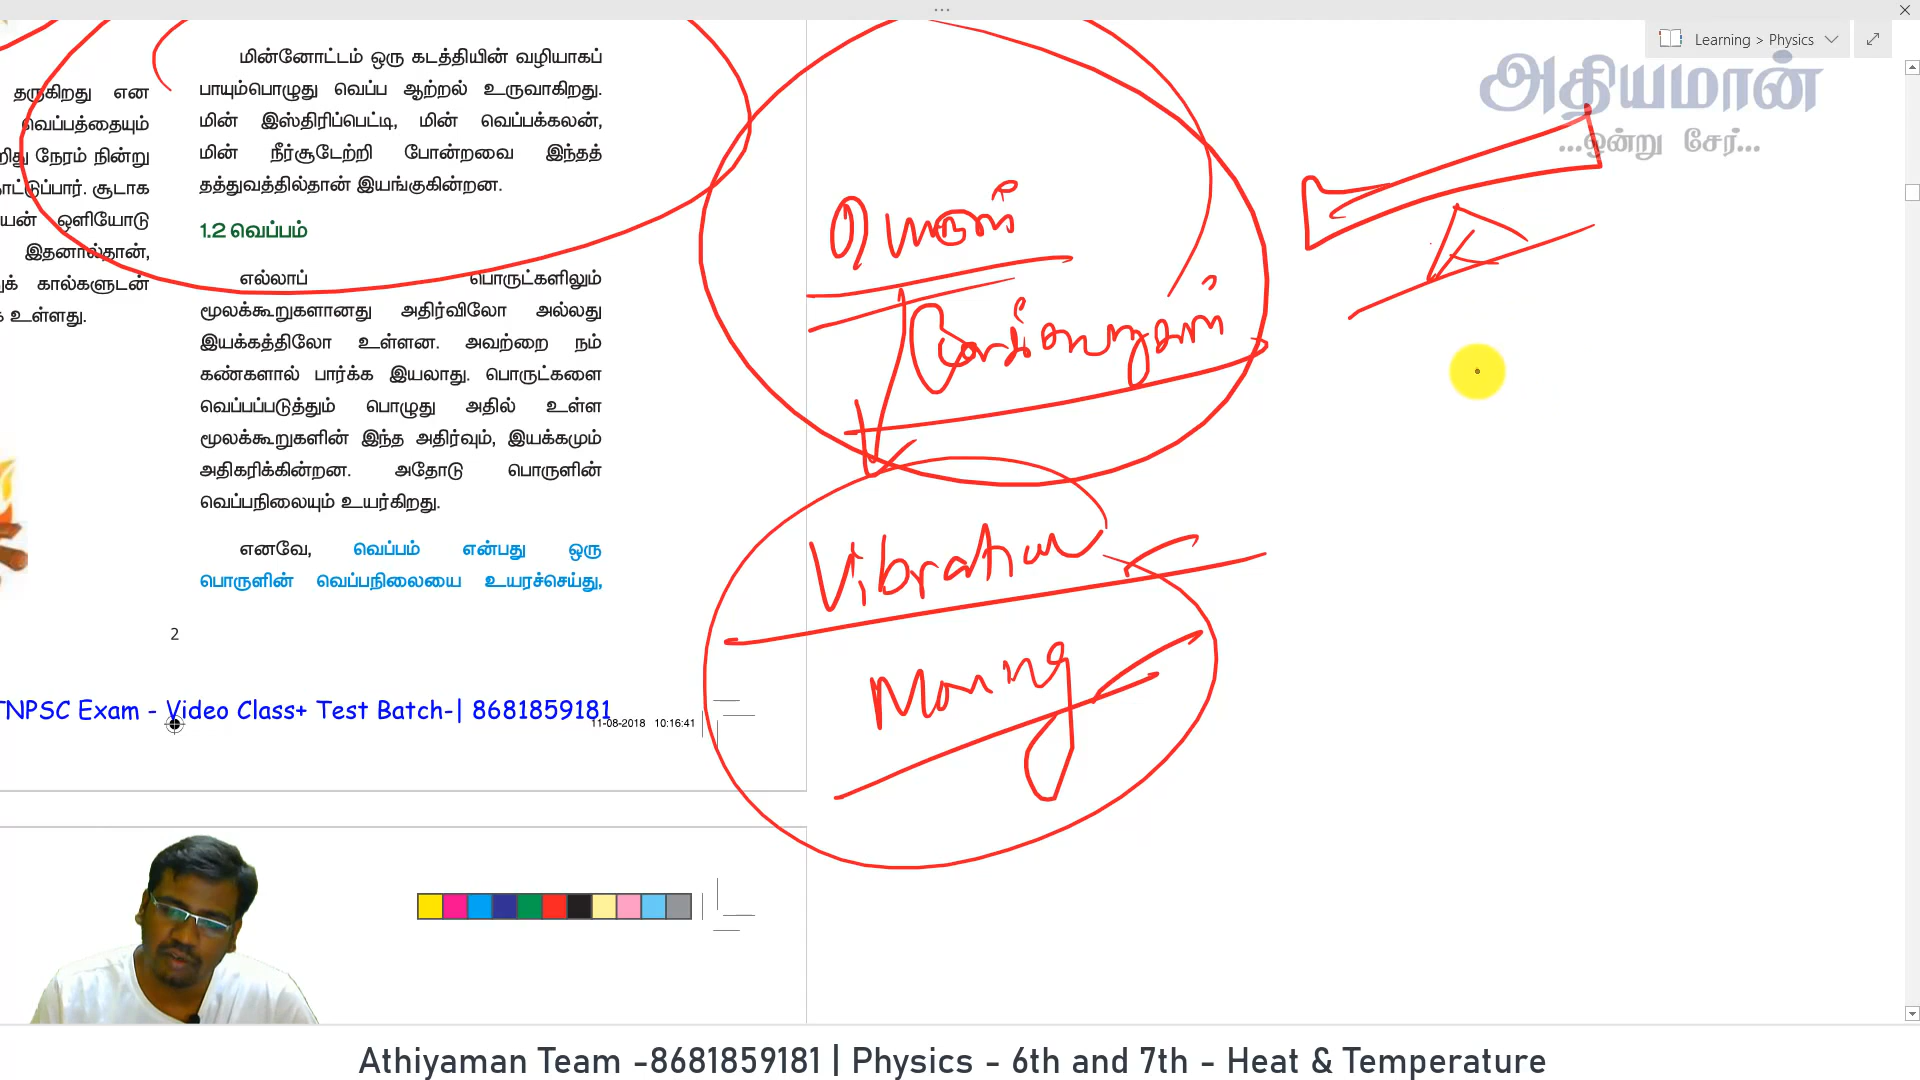 Learning > Physics
அதியமான்
...ஒன்று சேர்...
தருகிறது என
வெப்பத்தையும்
நேரம் நின்று
சூடாக
ஒளியோடு
இதனால்தான்,
கால்களுடன்
உள்ளது.
மின்னோட்டம் ஒரு கடத்தியின் வழியாகப்
பாயும்பொழுது வெப்ப ஆற்றல் உருவாகிறது.
மின் இஸ்திரிப்பெட்டி, மின் வெப்பக்கலன்,
மின் நீர்சூடேற்றி போன்றவை இந்தத்
தத்துவத்தில்தான் இயங்குகின்றன.
1.2 வெப்பம்
எல்லாப் பொருட்களிலும்
மூலக்கூறுகளானது அதிர்விலோ அல்லது
இயக்கத்திலோ உள்ளன. அவற்றை நம்
கண்களால் பார்க்க இயலாது. பொருட்களை
வெப்பப்படுத்தும் பொழுது அதில் உள்ள
மூலக்கூறுகளின் இந்த அதிர்வும், இயக்கமும்
அதிகரிக்கின்றன. அதோடு பொருளின்
வெப்பநிலையும் உயர்கிறது.
எனவே, வெப்பம் என்பது ஒரு
பொருளின் வெப்பநிலையை உயரச்செய்து,
2
பொருள்
Vibration
Moving
TNPSC Exam - Video Class+ Test Batch-| 8681859181
11-08-2018 10:16:41
Athiyaman Team -8681859181 | Physics - 6th and 7th - Heat & Temperature